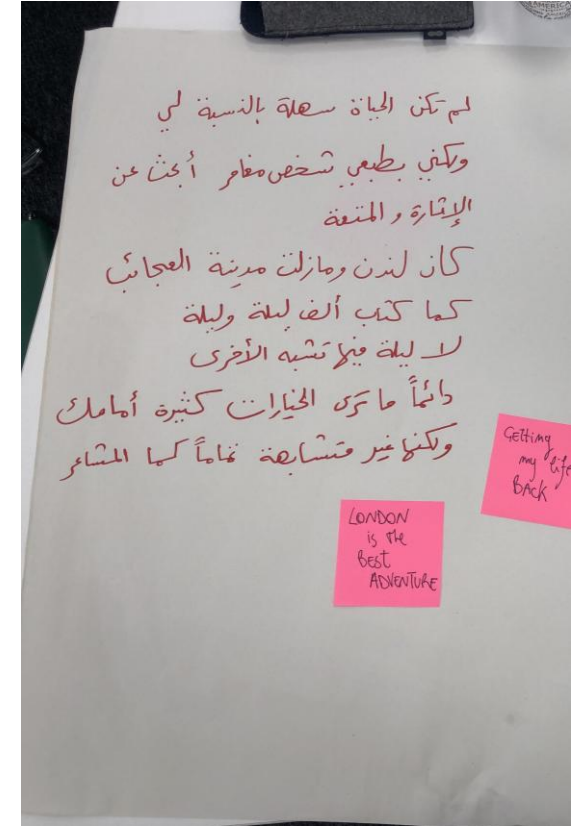 لم تكن الحياة سهلة بالنسبة لي
ولكني بطبعي شخص مغامر أبحث عن
الإثارة و المتعة
كان لندن ومازلت مدينة العجائب
كما كتب ألف ليلة وليلة
لا ليلة فيها تشبه الأخرى
دائماً ما ترى الخيارات كثيرة أمامك
ولكنها غير متشابهة تماماً كما المشاعر
GETTING
my life
BACK
LONDON
is the
BEST
ADVENTURE
AMERICA